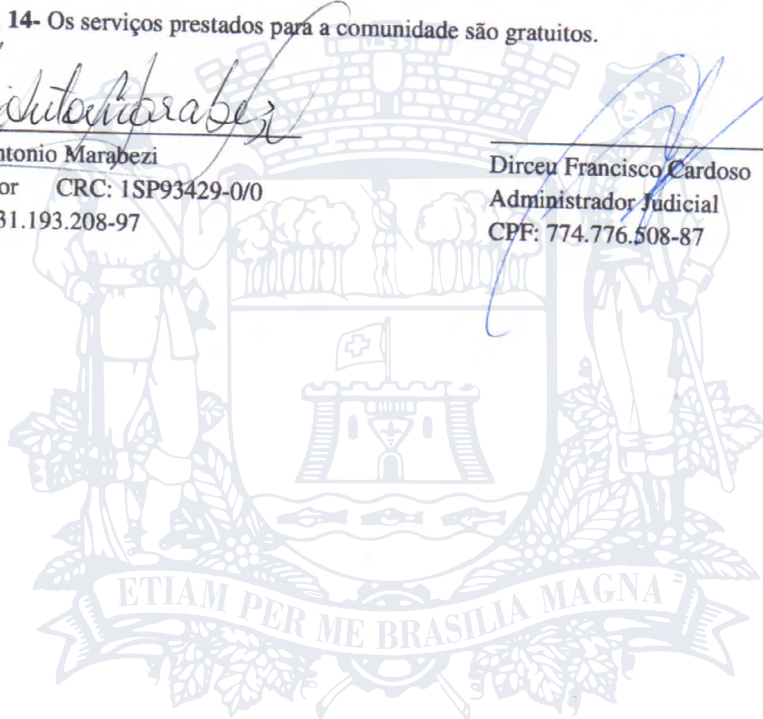 14- Os serviços prestados para a comunidade são gratuitos.
ntonio Marabezi
or CRC: 1SP93429-0/0
31.193.208-97
Dirceu Francisco Cardoso
Administrador Judicial
CPF: 774.776.508-87
ETIAM PER ME BRASILIA MAGNA